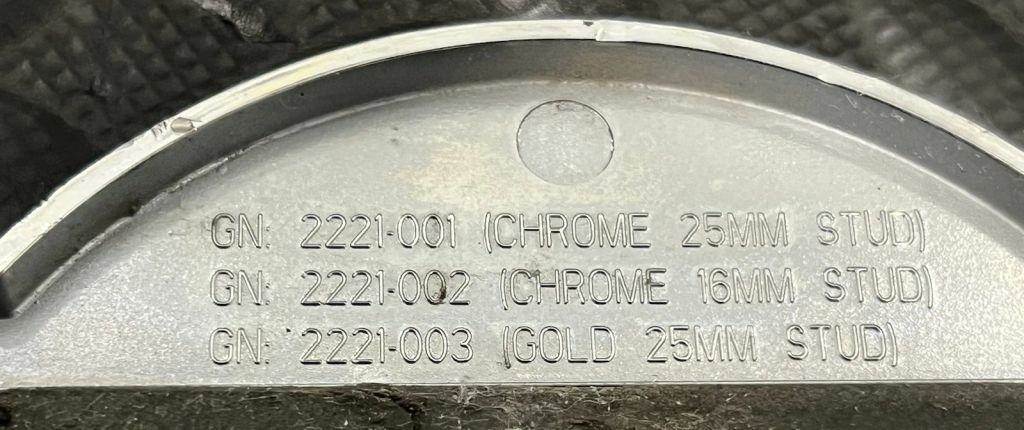 GN: 2221-001 (CHROME 25MM STUD)
GN: 2221-002 (CHROME 16MM STUD)
GN: 2221-003 (GOLD 25MM STUD)